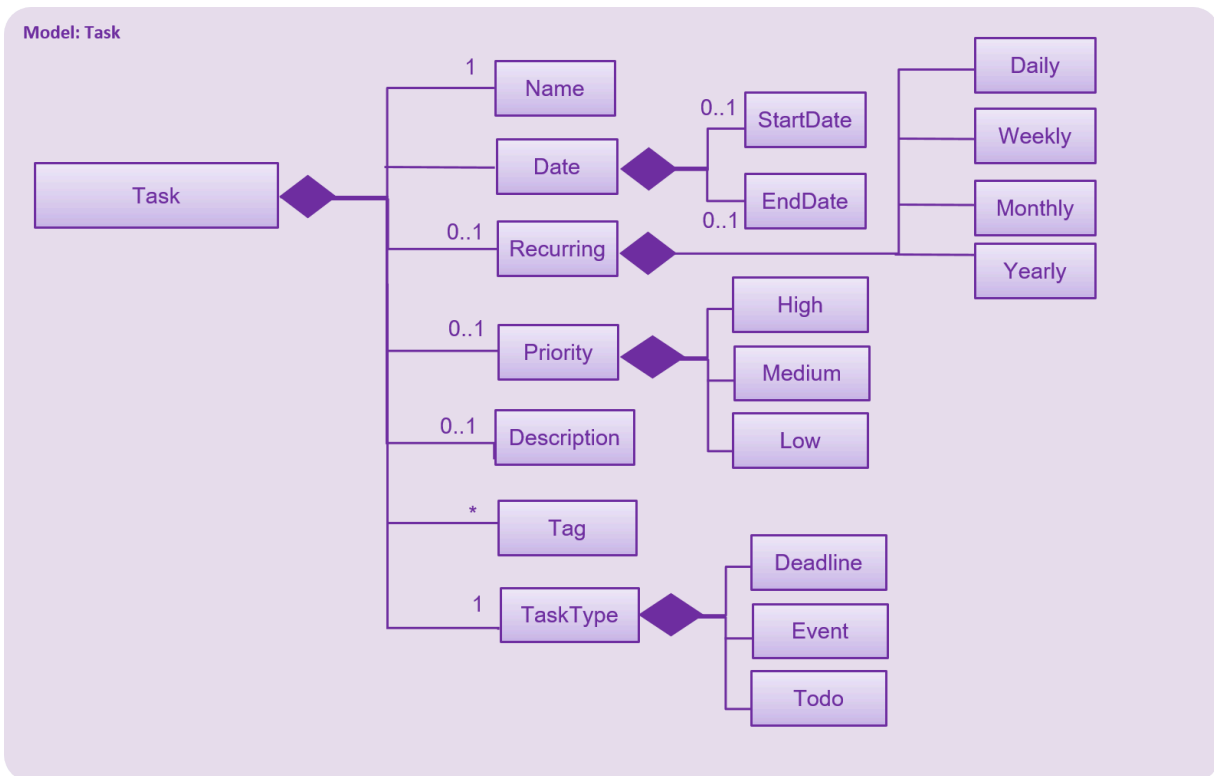 Model: Task
Task
1
Name
Date
0..1
StartDate
EndDate
0..1
0..1
Recurring
Daily
Weekly
Monthly
Yearly
0..1
Priority
High
Medium
Low
0..1
Description
*
Tag
1
TaskType
Deadline
Event
Todo